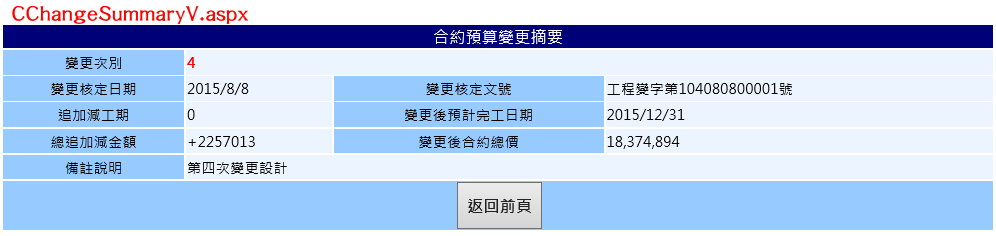 CChangeSummaryV.aspx
合約預算變更摘要
變更次別 4
變更核定日期 2015/8/8 變更核定文號 工程變字第104080800001號
追加減工期 0 變更後預計完工日期 2015/12/31
總追加減金額 +2257013 變更後合約總價 18,374,894
備註說明 第四次變更設計
返回前頁